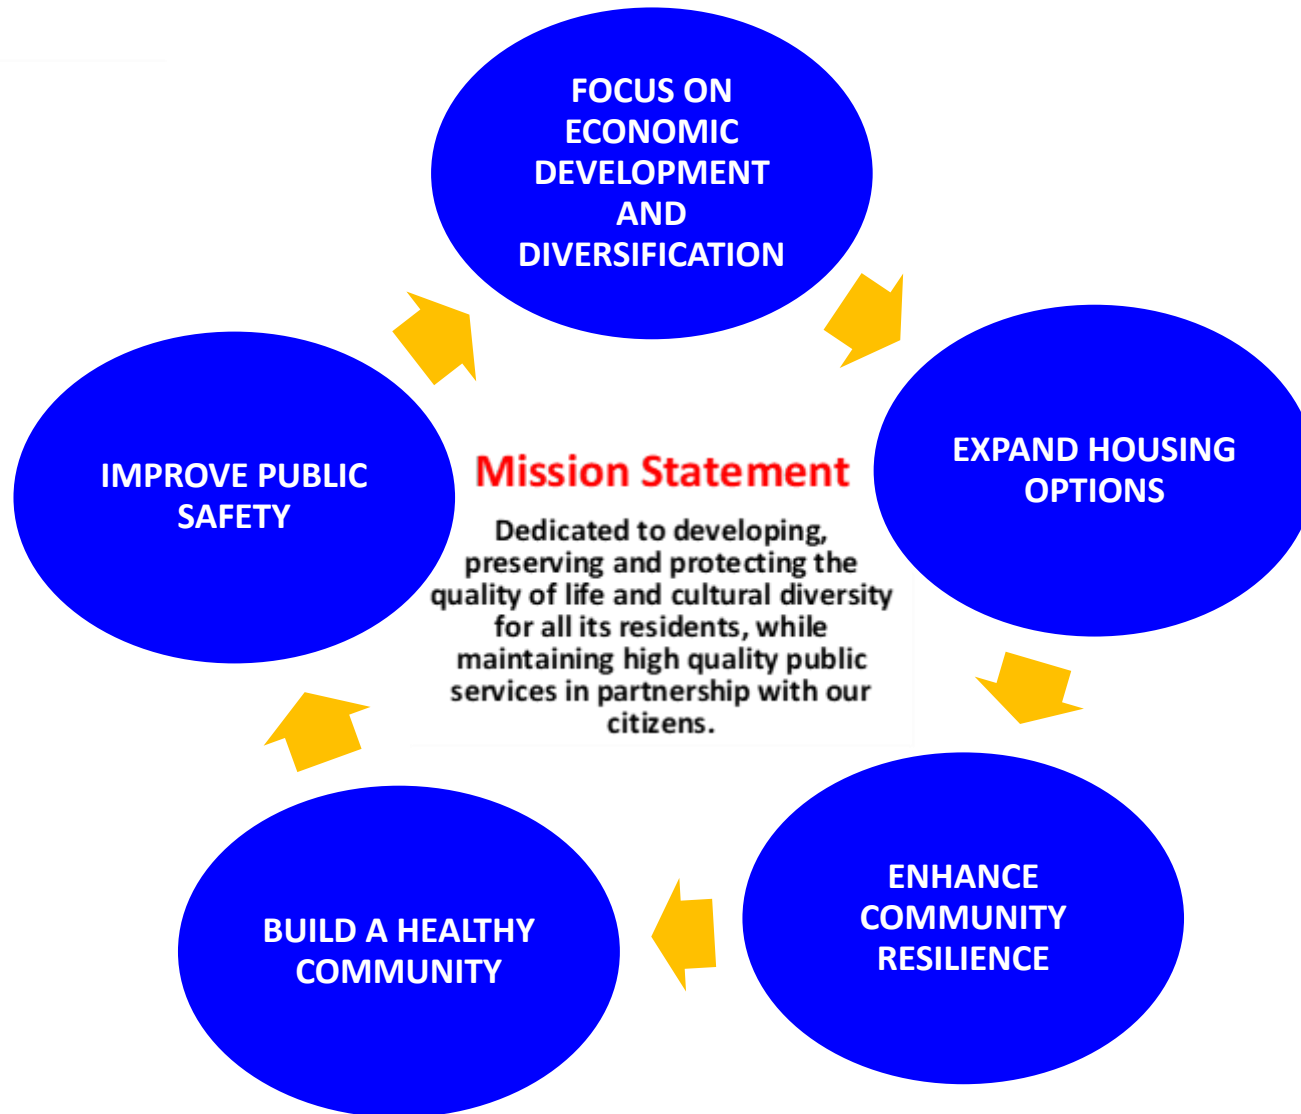 FOCUS ON
ECONOMIC
DEVELOPMENT
AND
DIVERSIFICATION
EXPAND HOUSING
OPTIONS
ENHANCE
COMMUNITY
RESILIENCE
BUILD A HEALTHY
COMMUNITY
IMPROVE PUBLIC
SAFETY
Mission Statement
Dedicated to developing,
preserving and protecting the
quality of life and cultural diversity
for all its residents, while
maintaining high quality public
services in partnership with our
citizens.